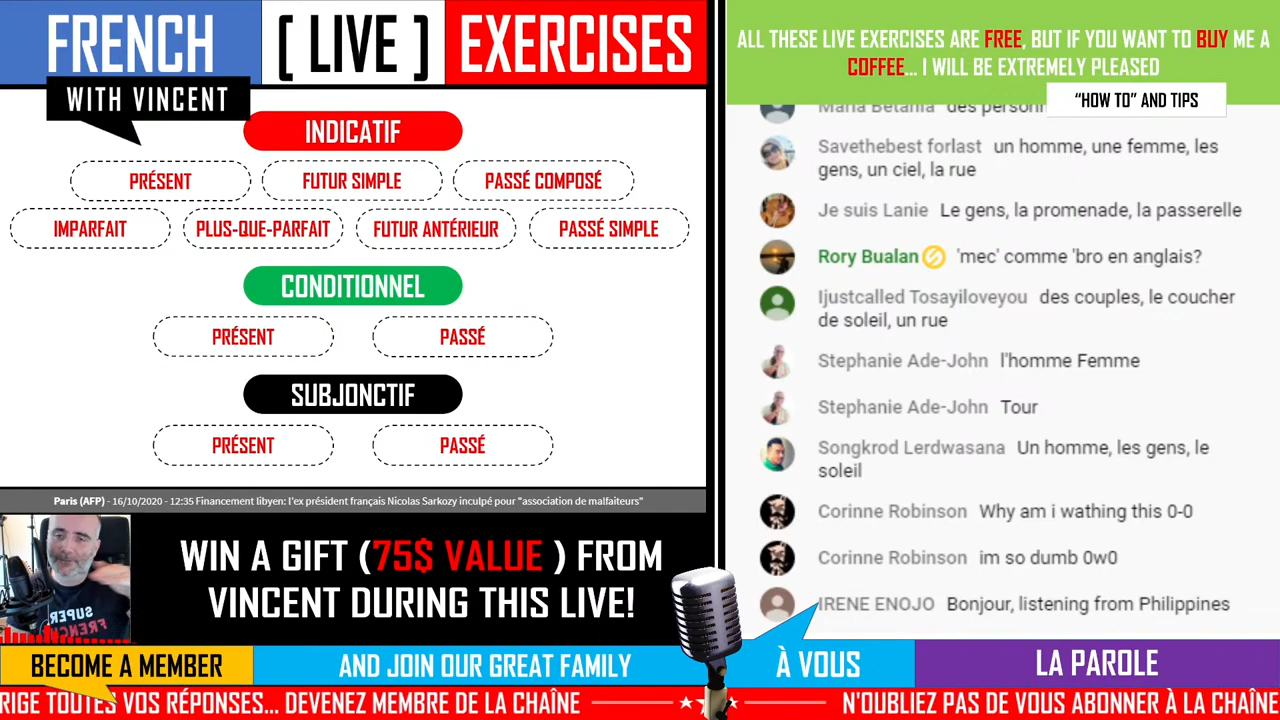 FRENCH
[ LIVE ]
EXERCISES
WITH VINCENT
INDICATIF
PRÉSENT
FUTUR SIMPLE
PASSÉ COMPOSÉ
IMPARFAIT
PLUS-QUE-PARFAIT
FUTUR ANTÉRIEUR
PASSÉ SIMPLE
CONDITIONNEL
PRÉSENT
PASSÉ
SUBJONCTIF
PRÉSENT
PASSÉ
Paris (AFP) - 16/10/2020 - 12:35 Financement libyen: l'ex président français Nicolas Sarkozy inculpé pour "association de malfaiteurs"
WIN A GIFT (75$ VALUE ) FROM
VINCENT DURING THIS LIVE!
BECOME A MEMBER
AND JOIN OUR GREAT FAMILY
RIGE TOUTES VOS RÉPONSES... DEVENEZ MEMBRE DE LA CHAÎNE
ALL THESE LIVE EXERCISES ARE FREE, BUT IF YOU WANT TO BUY ME A
COFFEE... I WILL BE EXTREMELY PLEASED
"HOW TO" AND TIPS
Maria Betania des person
Savethebest forlast un homme, une femme, les
gens, un ciel, la rue
Je suis Lanie Le gens, la promenade, la passerelle
Rory Bualan 'mec' comme 'bro en anglais?
Ijustcalled Tosayiloveyou des couples, le coucher
de soleil, un rue
Stephanie Ade-John l'homme Femme
Stephanie Ade-John Tour
Songkrod Lerdwasana Un homme, les gens, le
soleil
Corinne Robinson Why am i wathing this 0-0
Corinne Robinson im so dumb 0w0
IRENE ENOJO Bonjour, listening from Philippines
À VOUS
LA PAROLE
N'OUBLIEZ PAS DE VOUS ABONNER À LA CHAÎNE